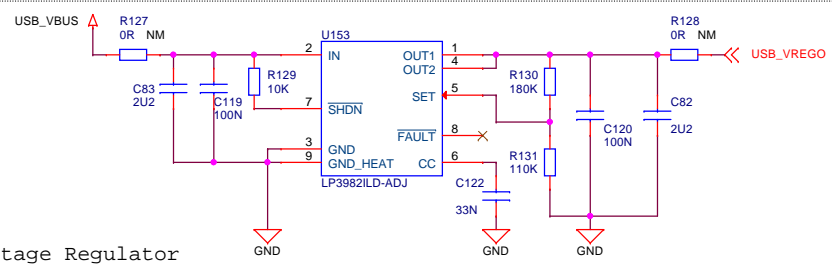 USB_VBUS
R127
0R NM
R128
0R NM
USB_VREGO
U153
2 IN
OUT1 1
OUT2 4
R129
10K
R130
180K
C83
2U2
C119
100N
7 SHDN
SET 5
FAULT 8
C120
100N
C82
2U2
3 GND
9 GND_HEAT
CC 6
LP3982ILD-ADJ
R131
110K
C122
33N
GND
GND
GND
tage Regulator